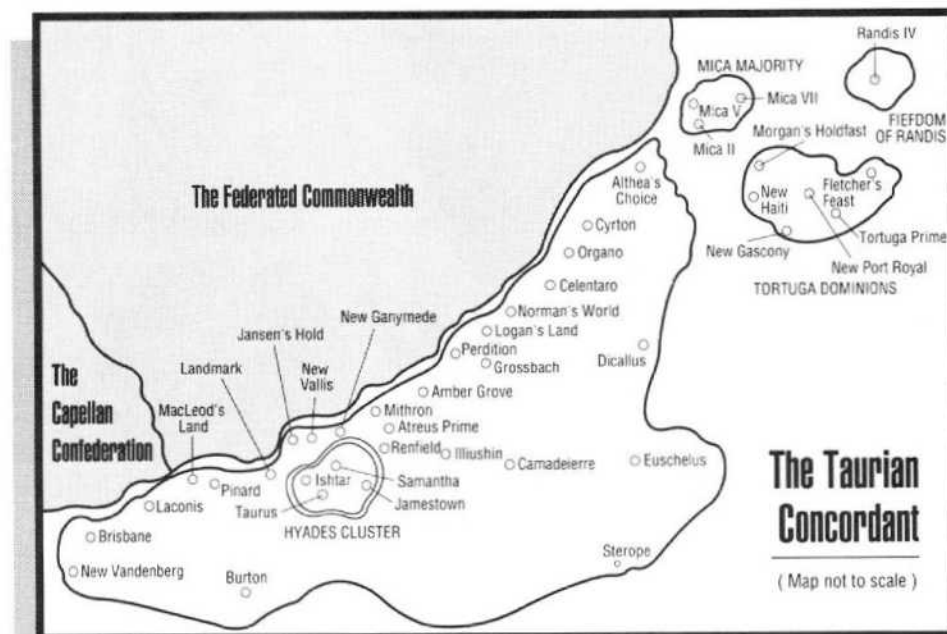 Randis IV
MICA MAJORITY
Mica VII
Mica V
Mica II
FIEFDOM
OF RANDIS
Morgan's Holdfast
Althea's
Choice
New
Haiti
Fletcher's
Feast
Tortuga Prime
New Gascony
New Port Royal
TORTUGA DOMINIONS
The Federated Commonwealth
Cyrton
Organo
Celentaro
Norman's World
New Ganymede
Logan's Land
Jansen's Hold
Perdition
Grossbach
Dicallus
New
Vallis
Landmark
The
Capellan
Confederation
MacLeod's
Land
Amber Grove
Mithron
Atreus Prime
Renfield
Illiushin
Camadeierre
Euschelus
Samantha
Ishtar
Pinard
Taurus
Jamestown
Laconis
HYADES CLUSTER
Brisbane
New Vandenberg
Burton
Sterope
The Taurian
Concordant
( Map not to scale )